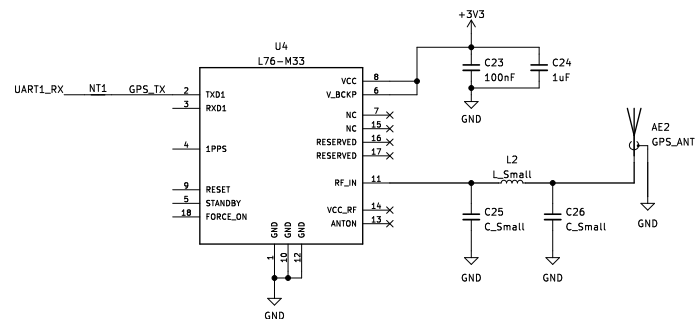 +3V3
U4
L76-M33
C23
100nF
C24
1uF
GND
UART1_RX
NT1
GPS_TX
2
TXD1
3
RXD1
4
1PPS
9
RESET
5
STANDBY
18
FORCE_ON
VCC
8
V_BCKP
6
NC
7
NC
15
RESERVED
16
RESERVED
17
RF_IN
11
VCC_RF
14
ANTON
13
GND
GND
GND
1
10
12
GND
L2
L_Small
C25
C_Small
C26
C_Small
GND
GND
AE2
GPS_ANT
GND